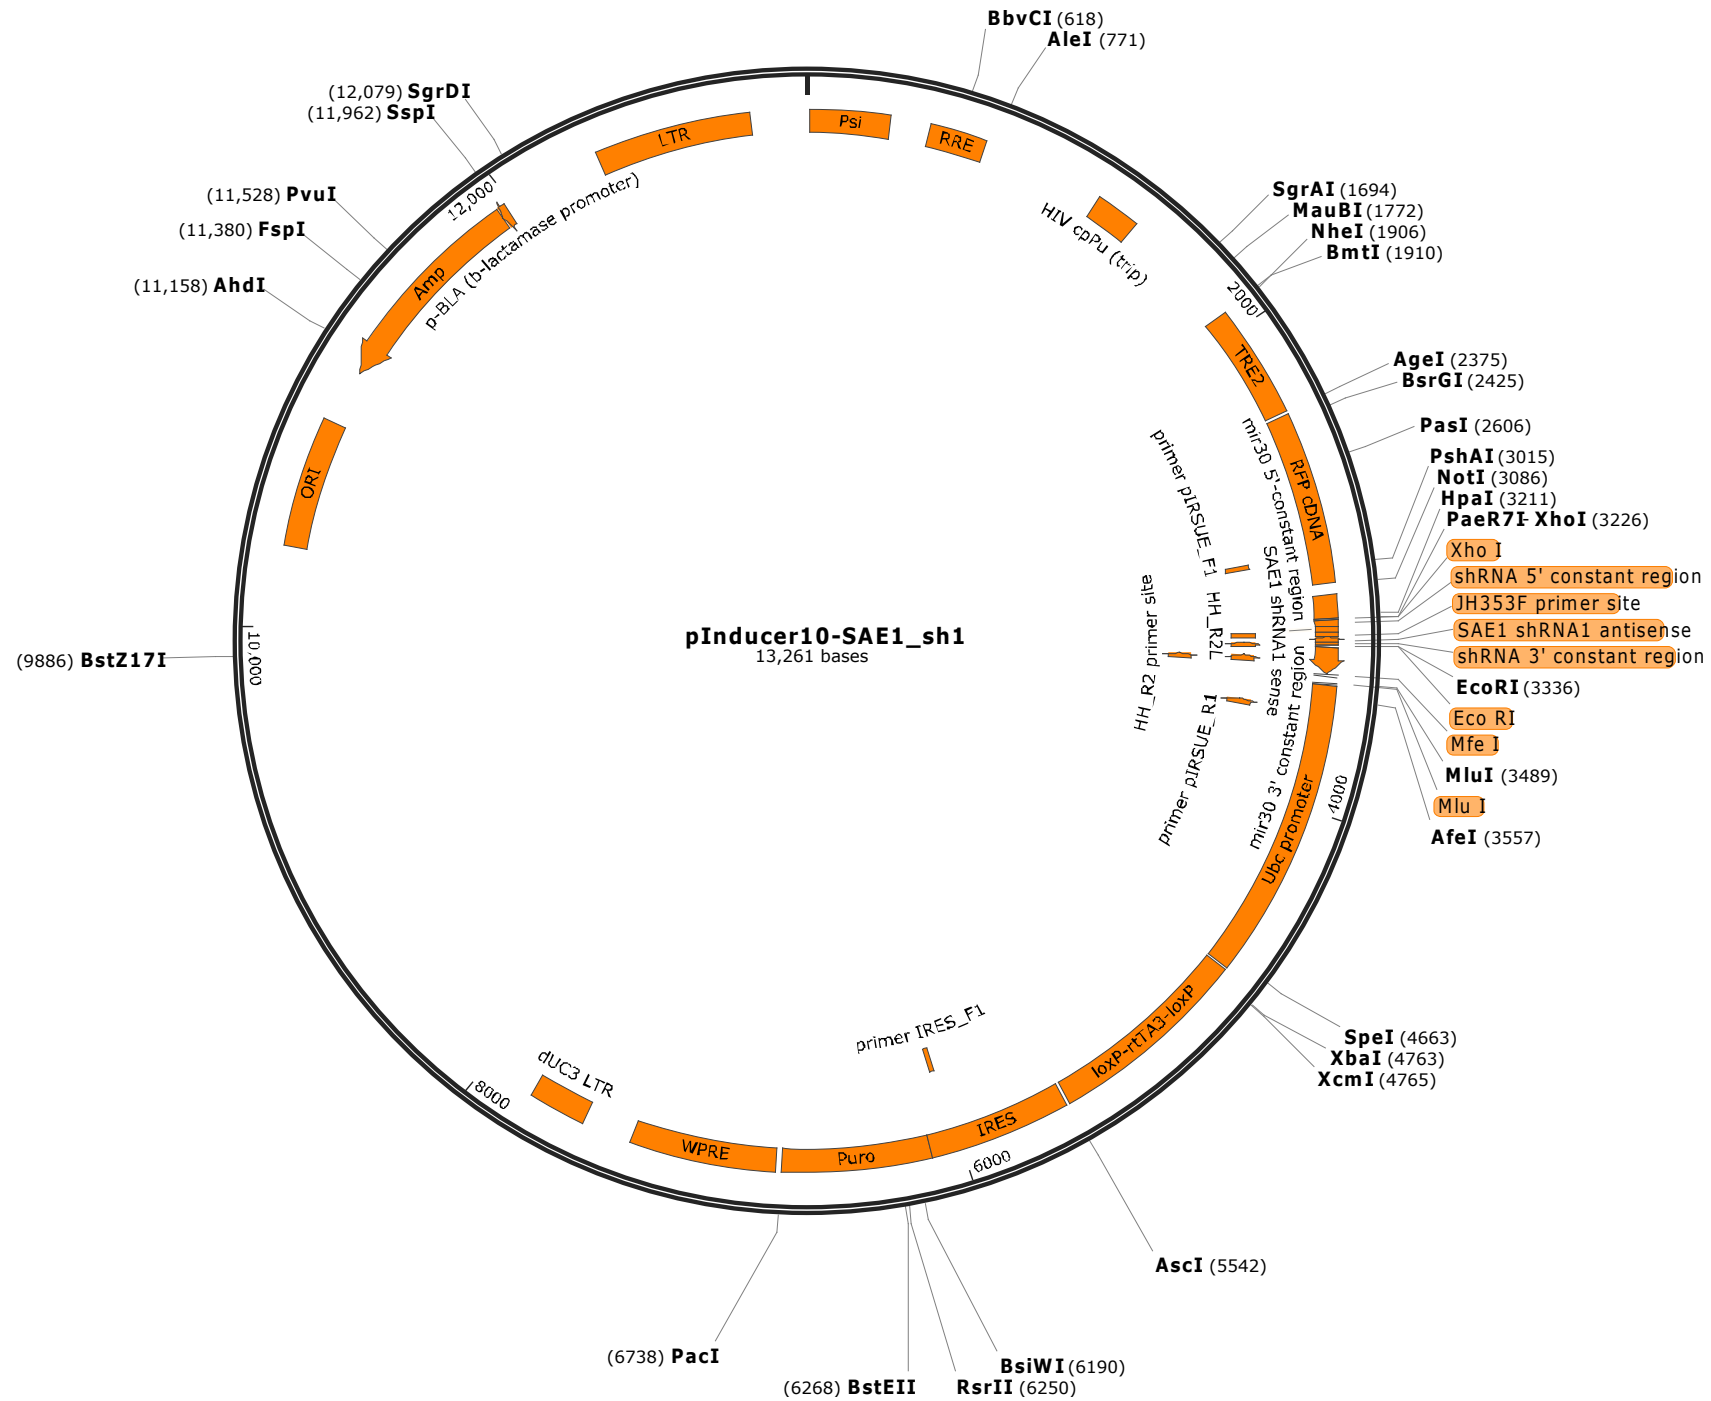 BbvCI (618)
AleI (771)
(12,079) SgrDI
(11,962) SspI
(11,528) PvuI
(11,380) FspI
(11,158) AhdI
(9886) BstZ17I
SgrAI (1694)
MauBI (1772)
NheI (1906)
BmtI (1910)
AgeI (2375)
BsrGI (2425)
PasI (2606)
PshAI (3015)
NotI (3086)
HpaI (3211)
PaeR7I - XhoI (3226)
Xho I
shRNA 5' constant region
JH353F primer site
SAE1 shRNA1 antisense
shRNA 3' constant region
EcoRI (3336)
Eco RI
Mfe I
MluI (3489)
Mlu I
AfeI (3557)
SpeI (4663)
XbaI (4763)
XcmI (4765)
AscI (5542)
BsiWI (6190)
RsrII (6250)
(6268) BstEII
(6738) PacI
2000
4000
6000
8000
10,000
12,000
LTR
Psi
RRE
HIV cpPu (trip)
TRE2
RFP cDNA
mir30 5'-constant region
primer pIRSUE_F1
SAE1 shRNA1 sense
HH_R2L
HH_R2 primer site
primer pIRSUE_R1
mir30 3' constant region
Ubc promoter
loxP-rtTA3-loxP
IRES
primer IRES_F1
Puro
WPRE
dUC3 LTR
ORI
Amp
p-BLA (b-lactamase promoter)
pInducer10-SAE1_sh1
13,261 bases